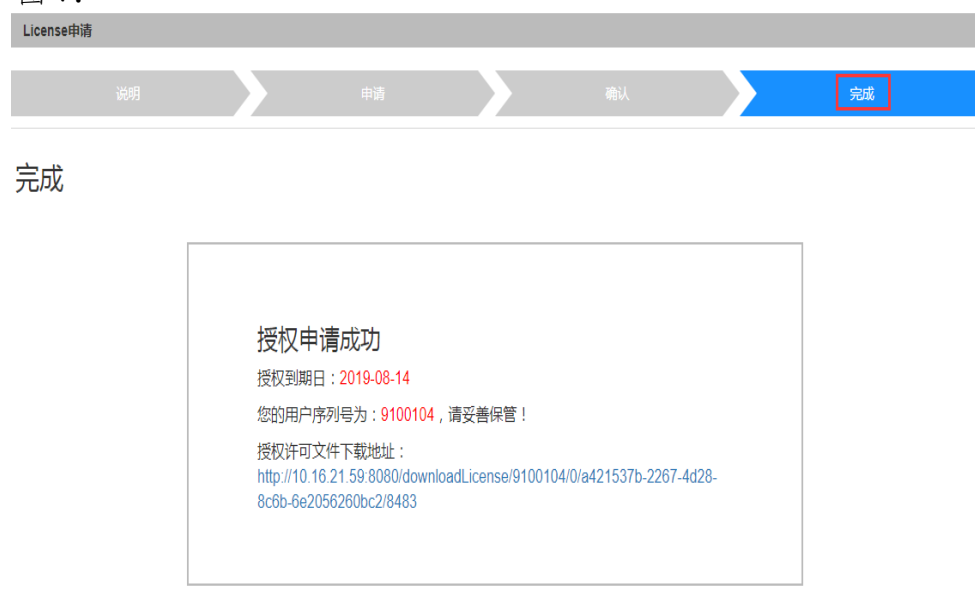 License申请
说明
申请
确认
完成
完成
授权申请成功
授权到期日：2019-08-14
您的用户序列号为：9100104，请妥善保管！
授权许可文件下载地址：
http://10.16.21.59:8080/downloadLicense/9100104/0/a421537b-2267-4d28-
8c6b-6e2056260bc2/8483